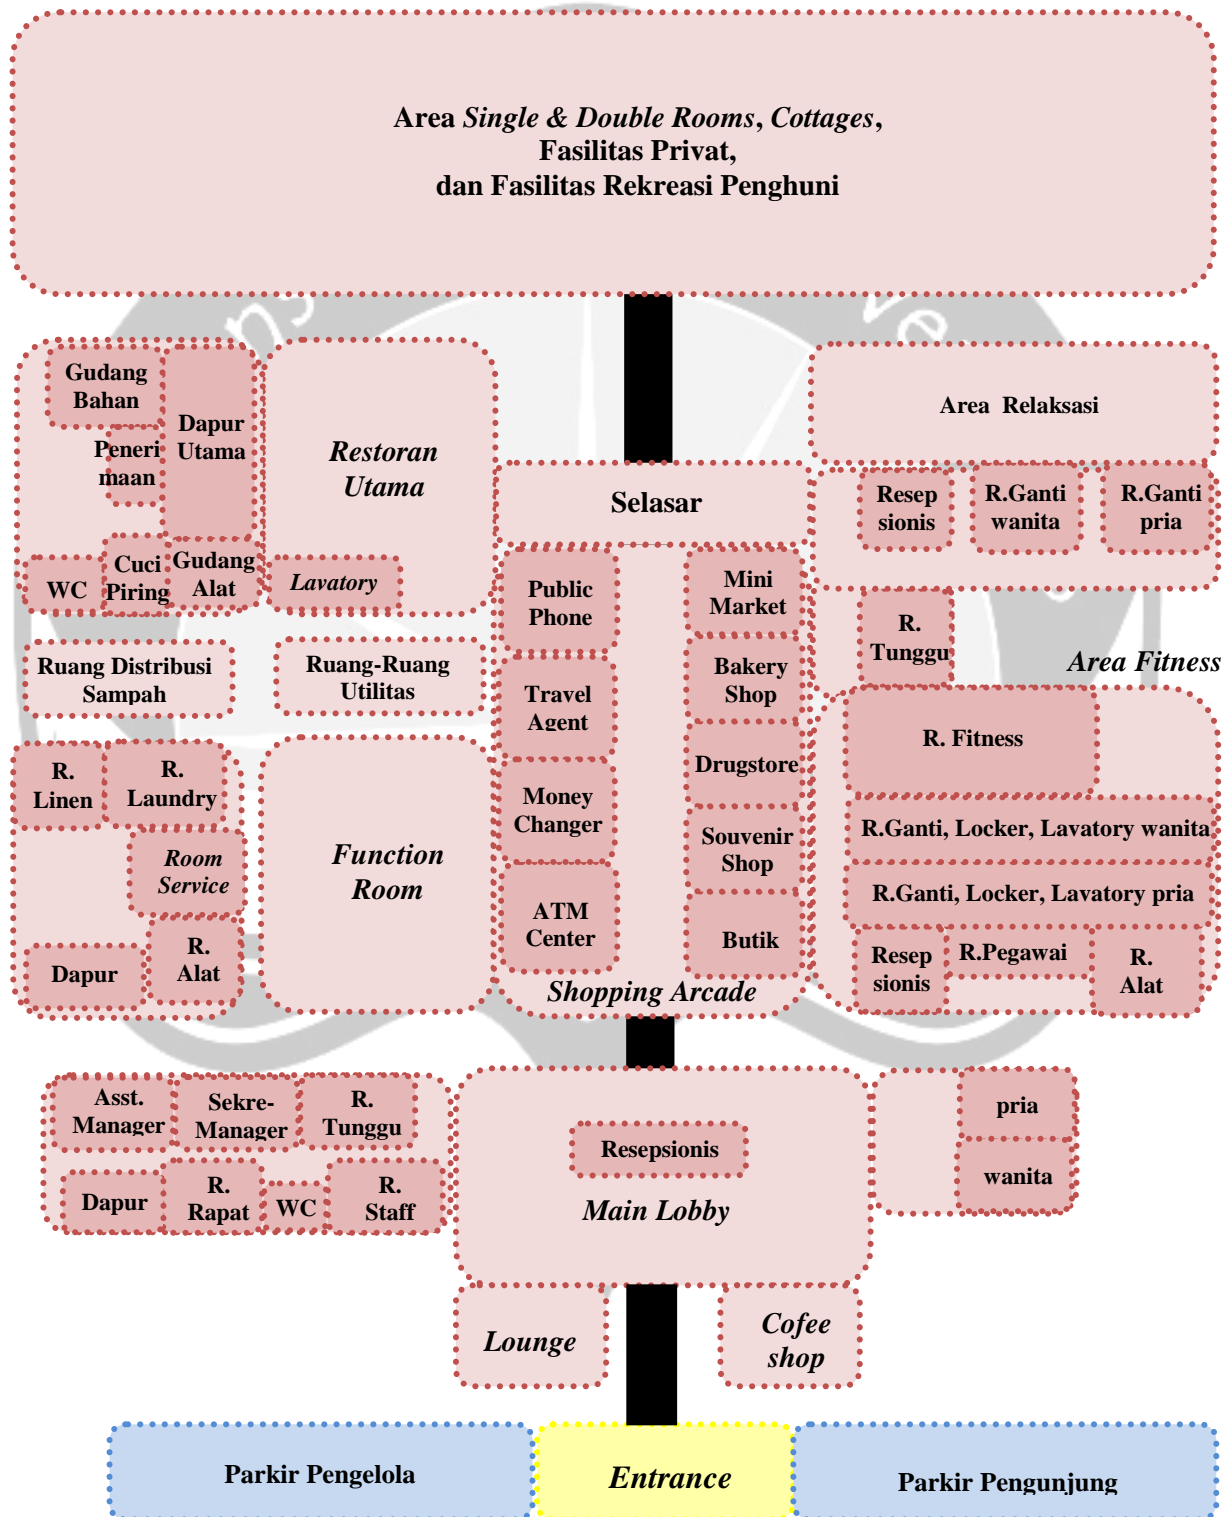 Area Single & Double Rooms, Cottages,
Fasilitas Privat,
dan Fasilitas Rekreasi Penghuni
Gudang
Bahan
Peneri
maan
Dapur
Utama
WC
Cuci
Piring
Gudang
Alat
Restoran
Utama
Lavatory
Selasar
Area Relaksasi
Resep
sionis
R.Ganti
wanita
R.Ganti
pria
R.
Tunggu
Area Fitness
Ruang Distribusi
Sampah
Ruang-Ruang
Utilitas
Public
Phone
Travel
Agent
Money
Changer
ATM
Center
Mini
Market
Bakery
Shop
Drugstore
Souvenir
Shop
Butik
Shopping Arcade
R. Fitness
R.Ganti, Locker, Lavatory wanita
R.Ganti, Locker, Lavatory pria
Resep
sionis
R.Pegawai
R.
Alat
R.
Linen
R.
Laundry
Room
Service
Dapur
R.
Alat
Function
Room
Asst.
Manager
Sekre-
Manager
R.
Tunggu
Dapur
R.
Rapat
WC
R.
Staff
Resepsionis
Main Lobby
pria
wanita
Lounge
Cofee
shop
Parkir Pengelola
Entrance
Parkir Pengunjung